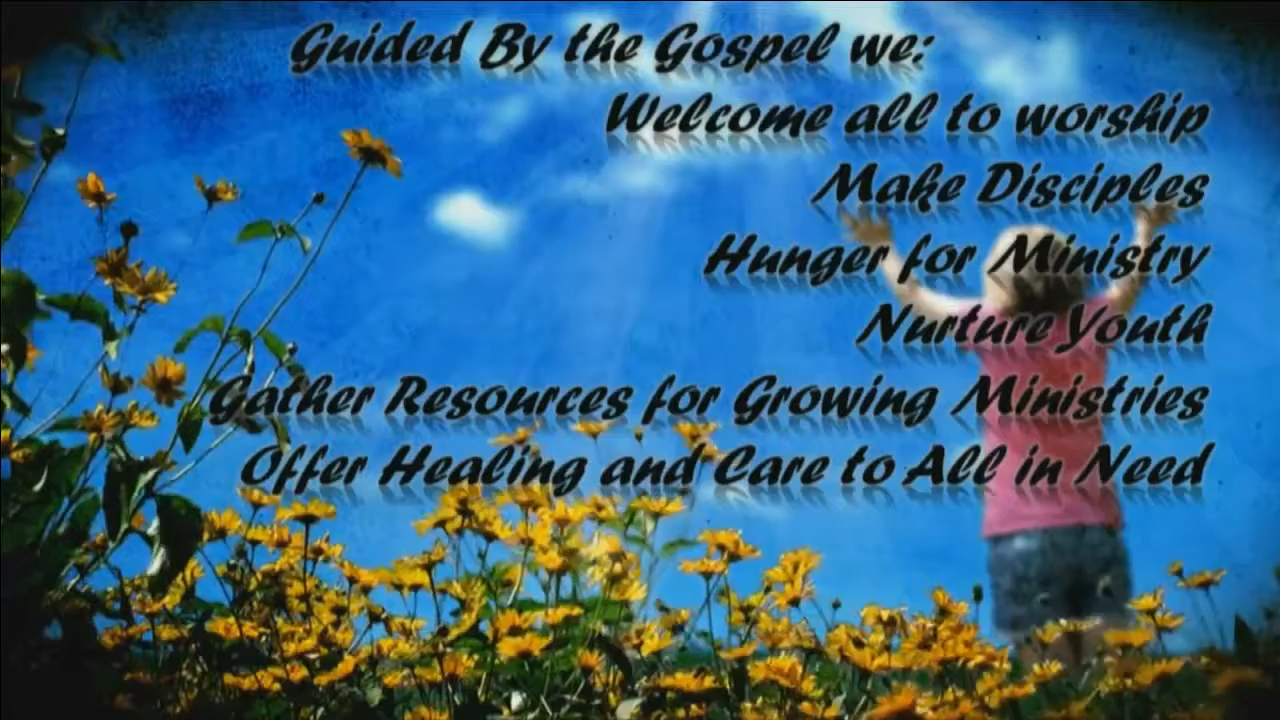 Guided By the Gospel we:
Welcome all to worship
Make Disciples
Hunger for Ministry
Nurture Youth
Gather Resources for Growing Ministries
Offer Healing and Care to All in Need